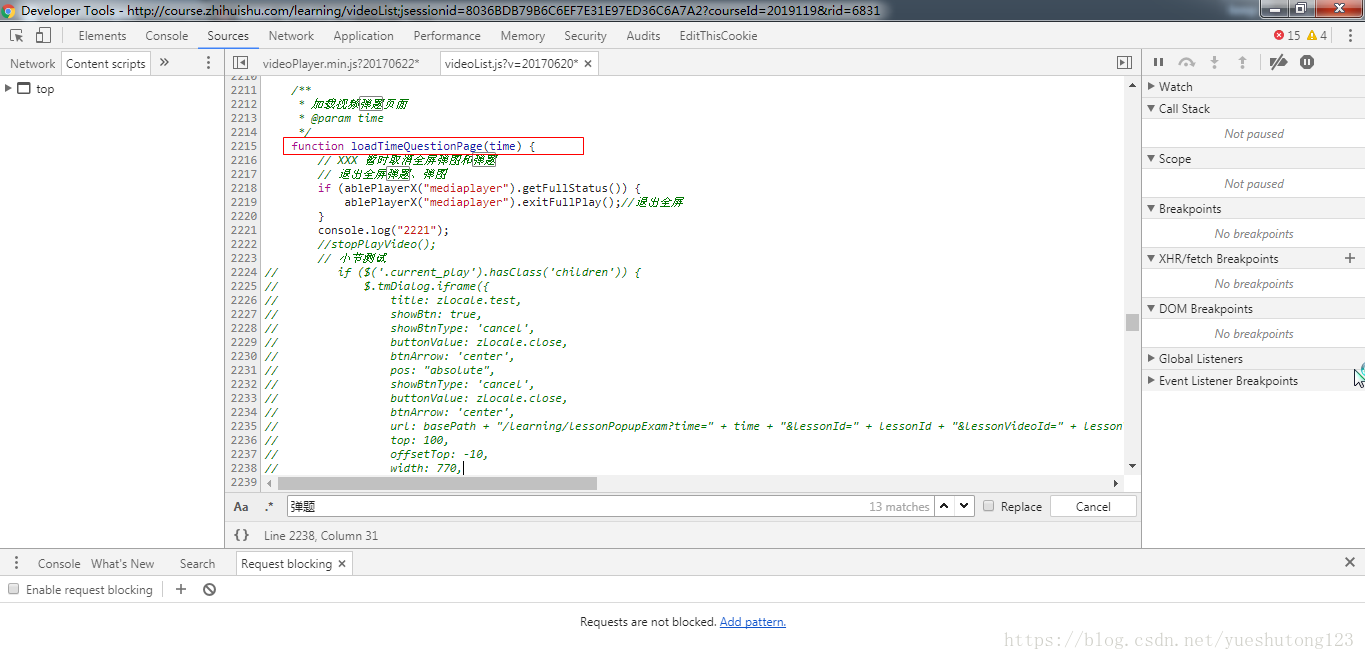 Developer Tools - http://course.zhihuishu.com/learning/videoList;jsessionid=8036BDB79B6C6EF7E31E97ED36C6A7A2?courseId=2019119&rid=6831
Elements Console Sources Network Application Performance Memory Security Audits EditThisCookie 15 4
Network Content scripts » videoPlayer.min.js?20170622* videoList.js?v=20170620* ×
top
2210
2211 /**
2212 * 加载视频弹题页面
2213 * @param time
2214 */
2215 function loadTimeQuestionPage(time) {
2216 // XXX 暂时取消全屏弹图和弹题
2217 // 退出全屏弹题、弹图
2218 if (ablePlayerX("mediaplayer").getFullStatus()) {
2219 ablePlayerX("mediaplayer").exitFullPlay();//退出全屏
2220 }
2221 console.log("2221");
2222 //stopPlayVideo();
2223 // 小节测试
2224 // if ($('.current_play').hasClass('children')) {
2225 // $.tmDialog.iframe({
2226 // title: zLocale.test,
2227 // showBtn: true,
2228 // showBtnType: 'cancel',
2229 // buttonValue: zLocale.close,
2230 // btnArrow: 'center',
2231 // pos: "absolute",
2232 // showBtnType: 'cancel',
2233 // buttonValue: zLocale.close,
2234 // btnArrow: 'center',
2235 // url: basePath + "/learning/lessonPopupExam?time=" + time + "&lessonId=" + lessonId + "&lessonVideoId=" + lesson
2236 // top: 100,
2237 // offsetTop: -10,
2238 // width: 770,
2239
Watch
Call Stack
Not paused
Scope
Not paused
Breakpoints
No breakpoints
XHR/fetch Breakpoints +
No breakpoints
DOM Breakpoints
No breakpoints
Global Listeners
Event Listener Breakpoints
Aa .* 弹题 13 matches Replace Cancel
{} Line 2238, Column 31
Console What's New Search Request blocking ×
Enable request blocking +
Requests are not blocked. Add pattern.
https://blog.csdn.net/yueshutong123